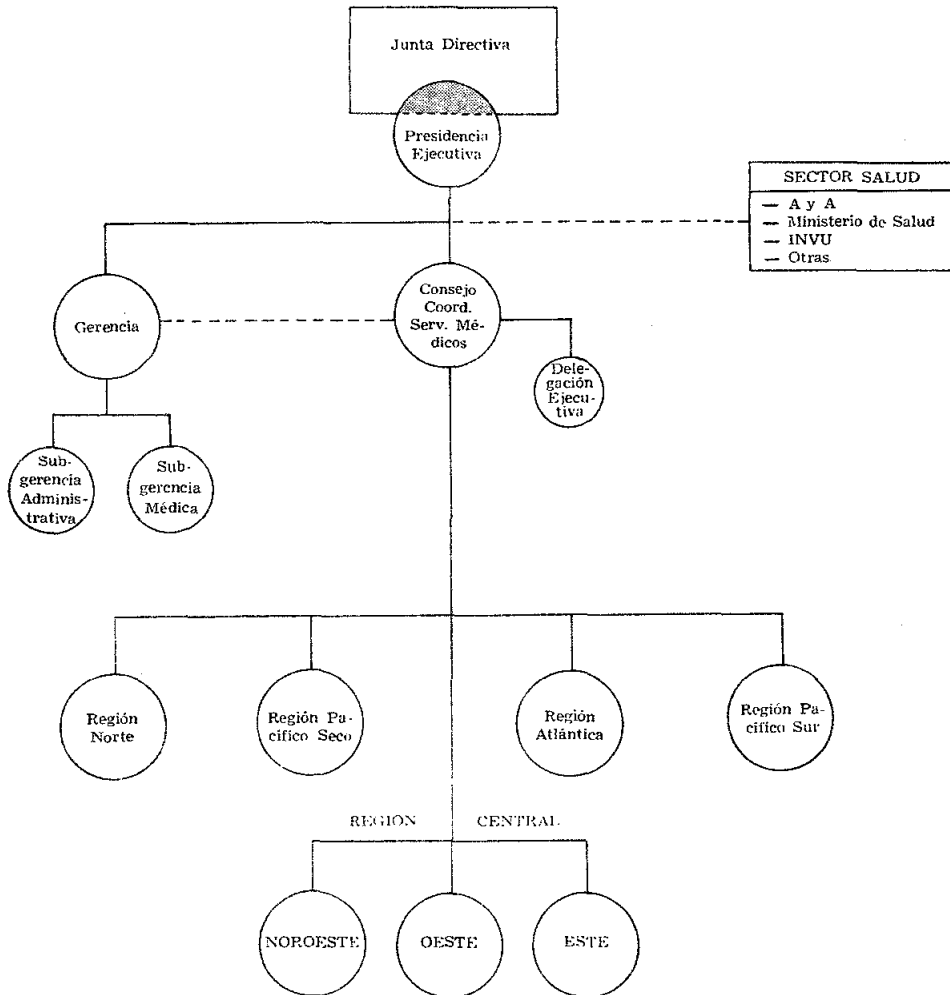 Junta Directiva
Presidencia
Ejecutiva
SECTOR SALUD
— A y A
— Ministerio de Salud
— INVU
— Otras
Gerencia
Consejo
Coord.
Serv. Mé-
dicos
Dele-
gación
Ejecu-
tiva
Sub-
gerencia
Adminis-
trativa
Sub-
gerencia
Médica
Región
Norte
Región Pa-
cífico Seco
Región
Atlántica
Región Pa-
cífico Sur
REGION CENTRAL
NOROESTE
OESTE
ESTE